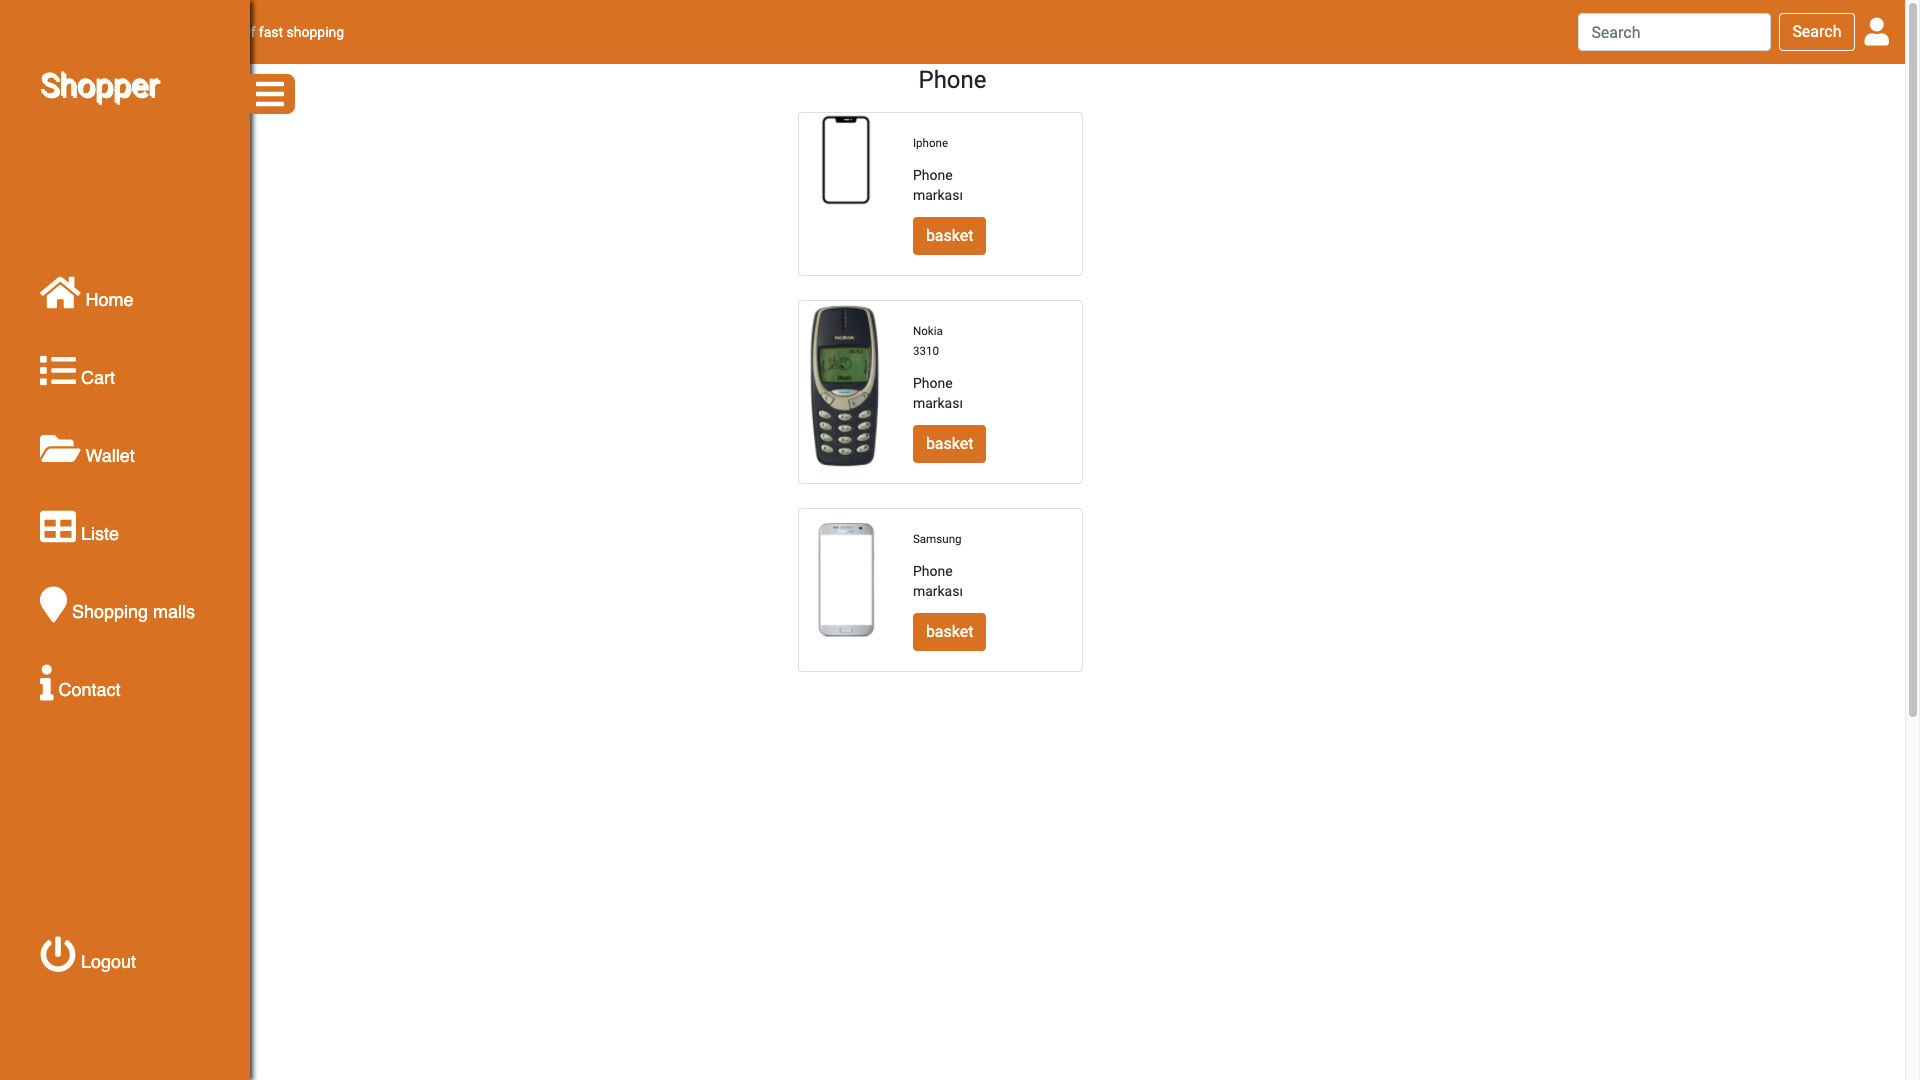 fast shopping
Search
Search
Shopper
Home
Cart
Wallet
Liste
Shopping malls
Contact
Logout
Phone
Iphone
Phone
markası
basket
NOKIA
Nokia
3310
Phone
markası
basket
Samsung
Phone
markası
basket